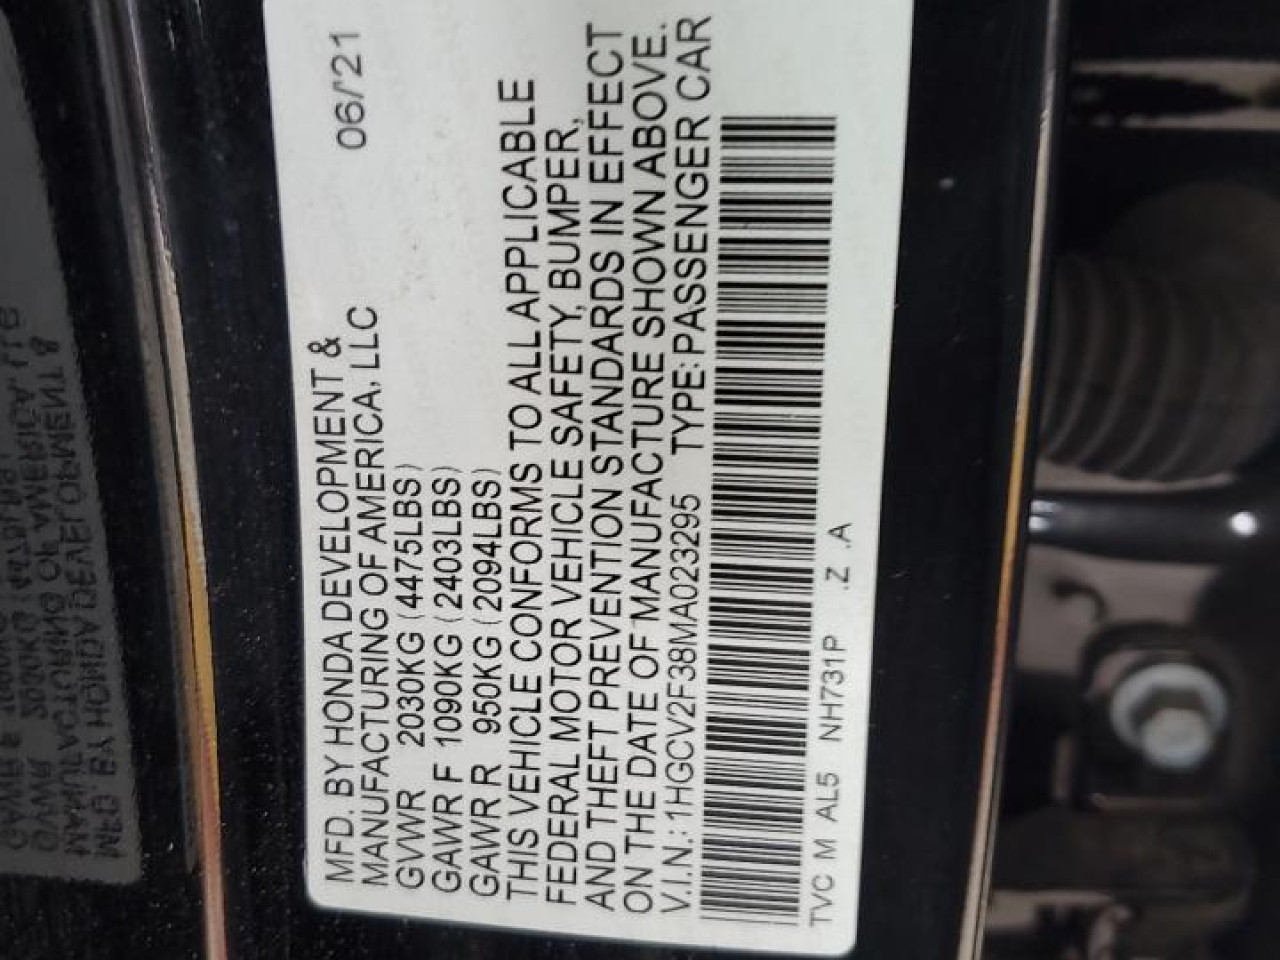 MFD. BY HONDA DEVELOPMENT &
MANUFACTURING OF AMERICA, LLC 06/'21
GVWR 2030KG (4475LBS)
GAWR F 1090KG (2403LBS)
GAWR R 950KG (2094LBS)
THIS VEHICLE CONFORMS TO ALL APPLICABLE
FEDERAL MOTOR VEHICLE SAFETY, BUMPER,
AND THEFT PREVENTION STANDARDS IN EFFECT
ON THE DATE OF MANUFACTURE SHOWN ABOVE.
V.I.N.: 1HGCV2F38MA023295 TYPE: PASSENGER CAR
TVC M AL5 NH731P .Z .A